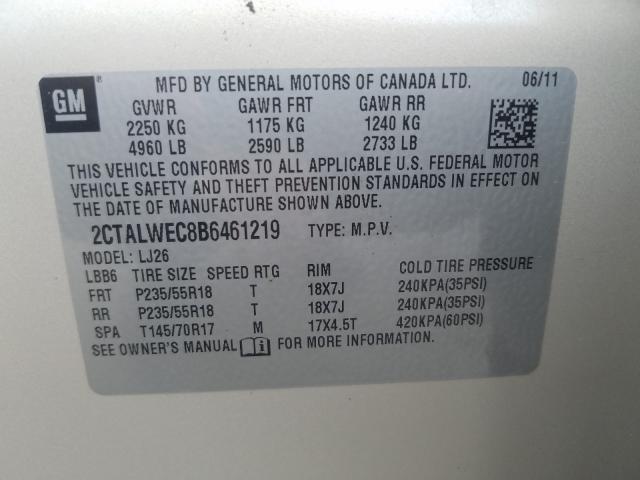 GM ® MFD BY GENERAL MOTORS OF CANADA LTD. 06/11
GVWR GAWR FRT GAWR RR
2250 KG 1175 KG 1240 KG
4960 LB 2590 LB 2733 LB
THIS VEHICLE CONFORMS TO ALL APPLICABLE U.S. FEDERAL MOTOR
VEHICLE SAFETY AND THEFT PREVENTION STANDARDS IN EFFECT ON
THE DATE OF MANUFACTURE SHOWN ABOVE.
2CTALWEC8B6461219 TYPE: M.P.V.
MODEL: LJ26
LBB6 TIRE SIZE SPEED RTG RIM COLD TIRE PRESSURE
FRT P235/55R18 T 18X7J 240KPA(35PSI)
RR P235/55R18 T 18X7J 240KPA(35PSI)
SPA T145/70R17 M 17X4.5T 420KPA(60PSI)
SEE OWNER'S MANUAL i FOR MORE INFORMATION.